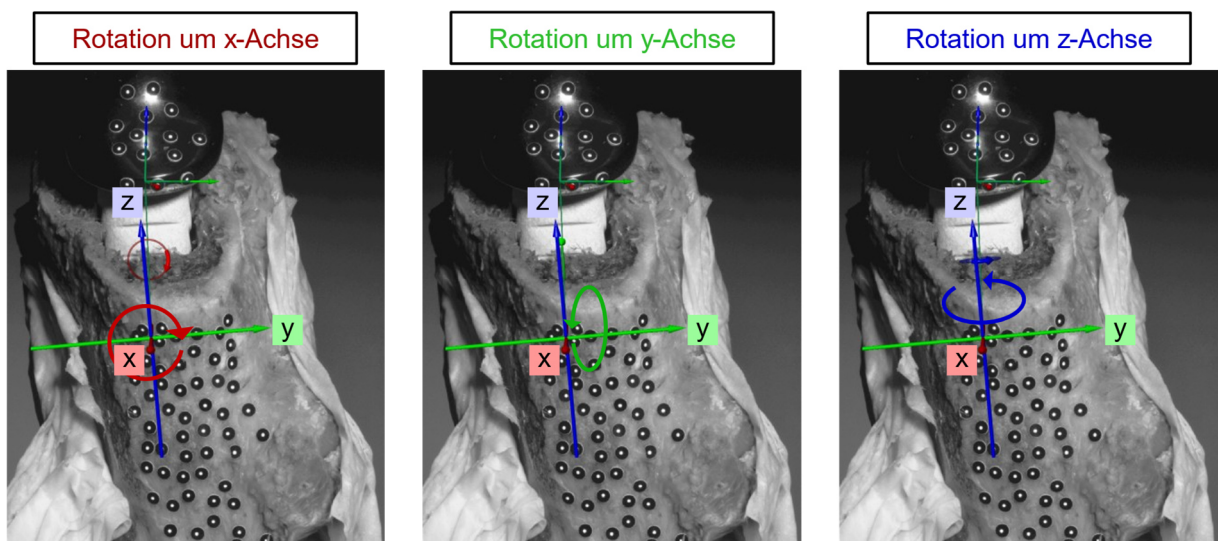 Rotation um x-Achse
Rotation um y-Achse
Rotation um z-Achse
z
y
x
z
y
x
z
y
x